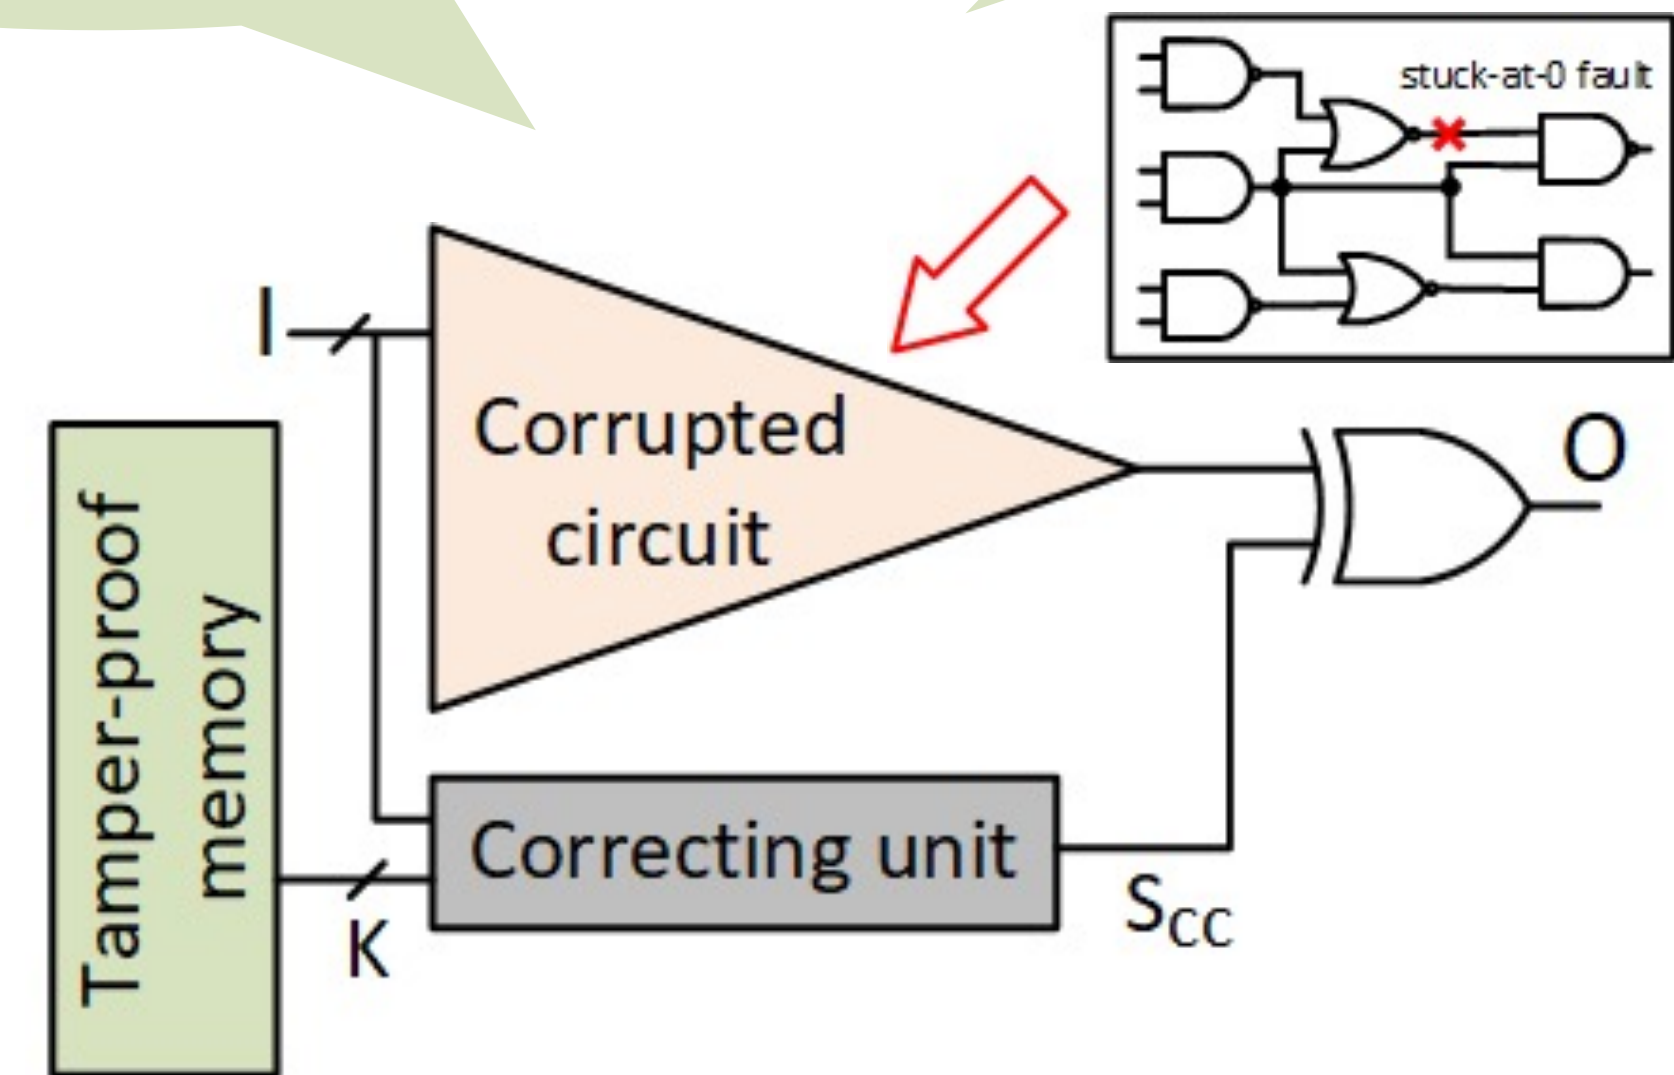 stuck-at-0 fault
I
Corrupted
circuit
O
Tamper-proof
memory
Correcting unit
K
SCC